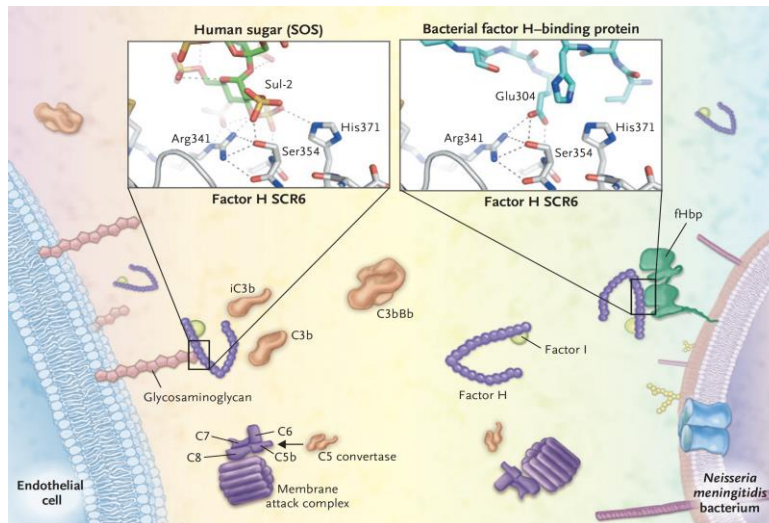 Human sugar (SOS)
Sul-2
Arg341
His371
Ser354
Factor H SCR6
Bacterial factor H–binding protein
Glu304
Arg341
His371
Ser354
Factor H SCR6
fHbp
iC3b
C3b
C3bBb
Factor I
Factor H
Glycosaminoglycan
C6
C7
C8
C5b
C5 convertase
Membrane
attack complex
Endothelial
cell
Neisseria
meningitidis
bacterium